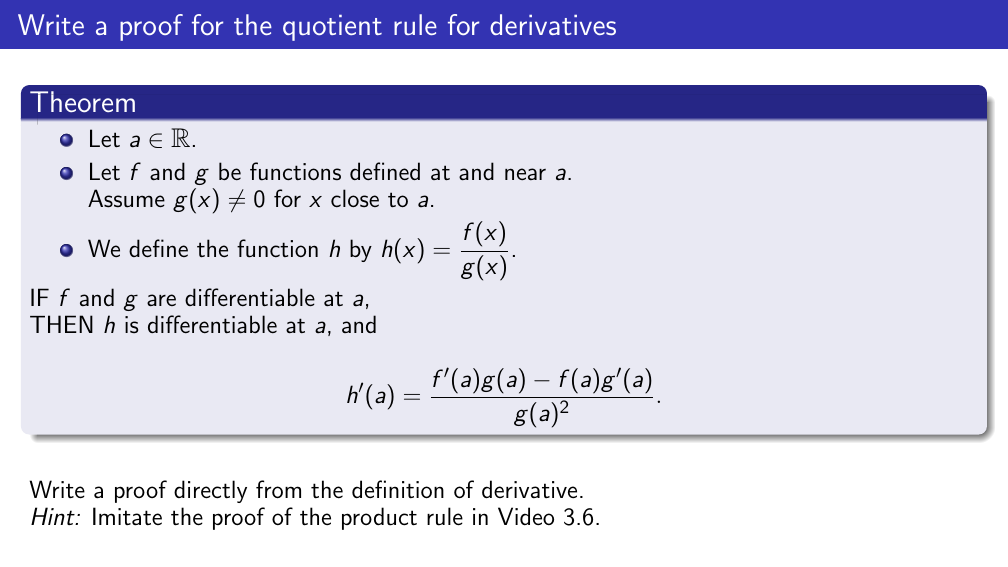 Write a proof for the quotient rule for derivatives
Theorem
Let a ∈ ℝ.
Let f and g be functions defined at and near a.
Assume g(x) ≠ 0 for x close to a.
We define the function h by h(x) = f(x)/g(x).
IF f and g are differentiable at a,
THEN h is differentiable at a, and
h′(a) = (f′(a)g(a) − f(a)g′(a))/g(a)².
Write a proof directly from the definition of derivative.
Hint: Imitate the proof of the product rule in Video 3.6.